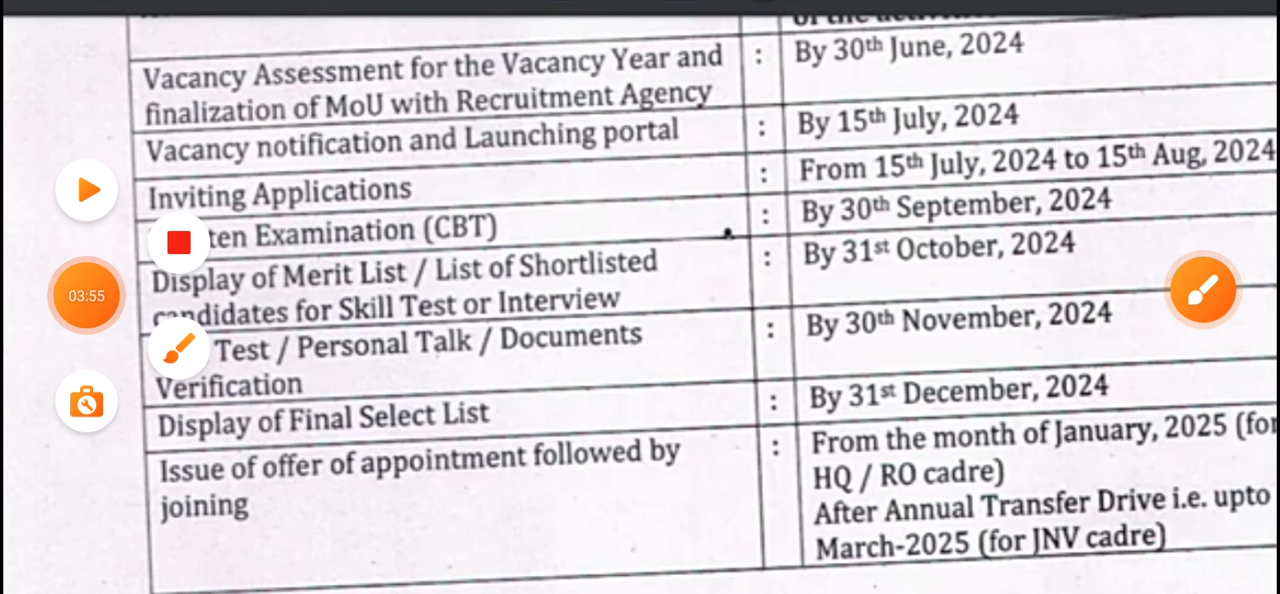 Vacancy Assessment for the Vacancy Year and
finalization of MoU with Recruitment Agency
:
By 30th June, 2024
Vacancy notification and Launching portal
:
By 15th July, 2024
Inviting Applications
:
From 15th July, 2024 to 15th Aug, 2024
ten Examination (CBT)
:
By 30th September, 2024
Display of Merit List / List of Shortlisted
candidates for Skill Test or Interview
:
By 31st October, 2024
Test / Personal Talk / Documents
Verification
:
By 30th November, 2024
Display of Final Select List
:
By 31st December, 2024
Issue of offer of appointment followed by
joining
:
From the month of January, 2025 (for
HQ / RO cadre)
After Annual Transfer Drive i.e. upto
March-2025 (for JNV cadre)
03:55